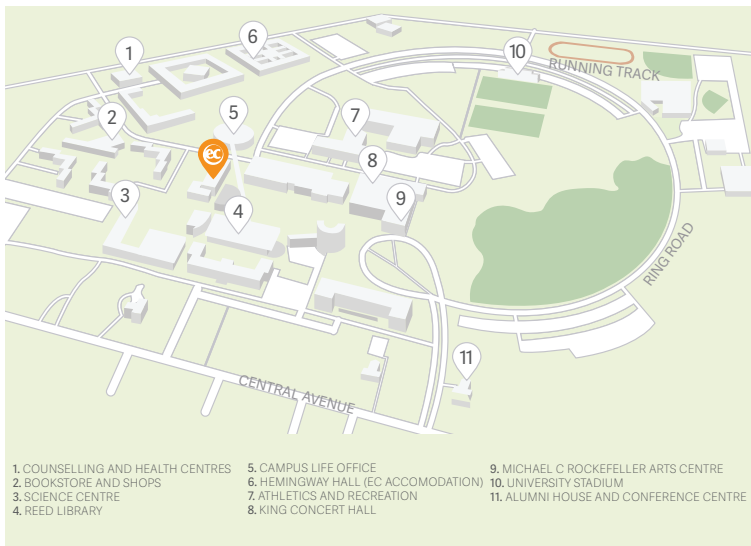 6
1
10
RUNNING TRACK
5
2
7
ec
8
3
9
4
RING ROAD
11
CENTRAL AVENUE
1. COUNSELLING AND HEALTH CENTRES
2. BOOKSTORE AND SHOPS
3. SCIENCE CENTRE
4. REED LIBRARY
5. CAMPUS LIFE OFFICE
6. HEMINGWAY HALL (EC ACCOMODATION)
7. ATHLETICS AND RECREATION
8. KING CONCERT HALL
9. MICHAEL C ROCKEFELLER ARTS CENTRE
10. UNIVERSITY STADIUM
11. ALUMNI HOUSE AND CONFERENCE CENTRE